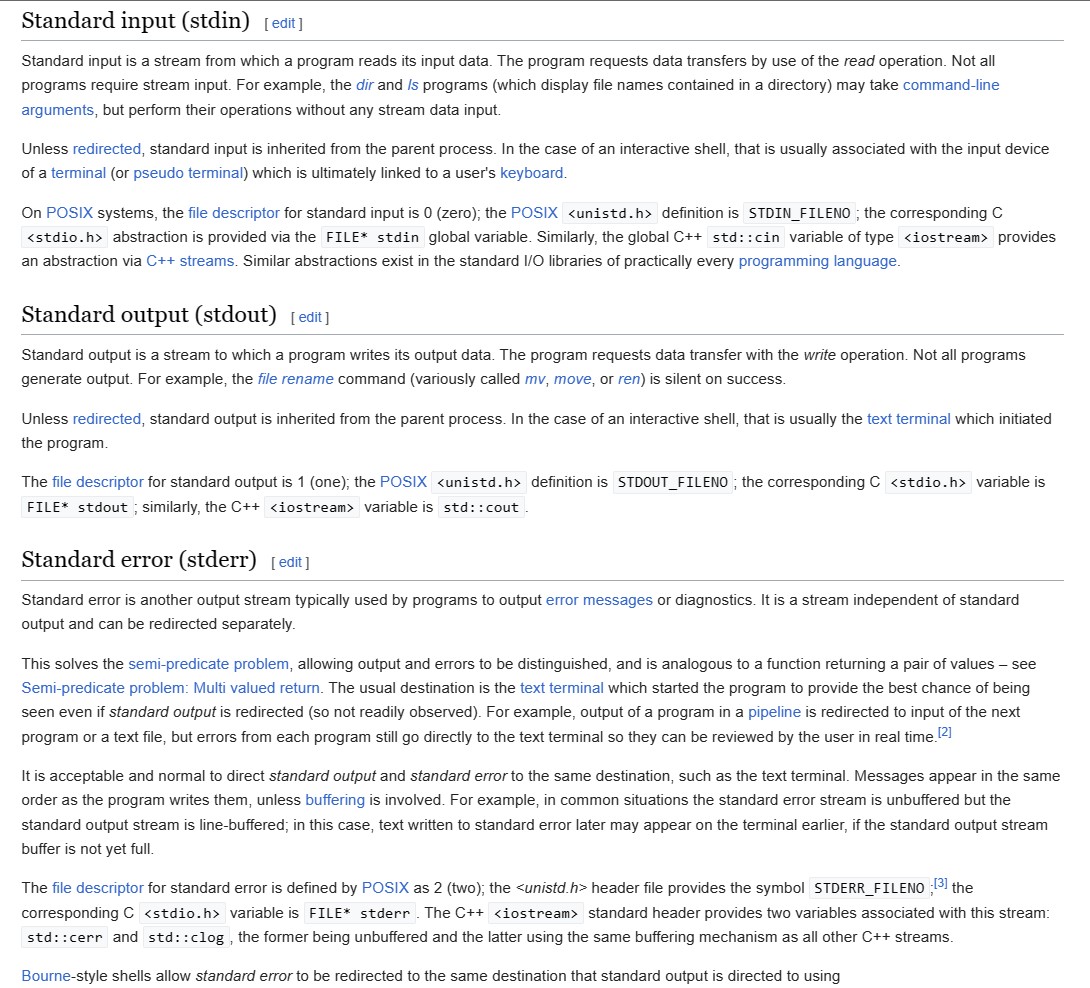 Standard input (stdin) [ edit ]
Standard input is a stream from which a program reads its input data. The program requests data transfers by use of the read operation. Not all
programs require stream input. For example, the dir and ls programs (which display file names contained in a directory) may take command-line
arguments, but perform their operations without any stream data input.
Unless redirected, standard input is inherited from the parent process. In the case of an interactive shell, that is usually associated with the input device
of a terminal (or pseudo terminal) which is ultimately linked to a user's keyboard.
On POSIX systems, the file descriptor for standard input is 0 (zero); the POSIX <unistd.h> definition is STDIN_FILENO; the corresponding C
<stdio.h> abstraction is provided via the FILE* stdin global variable. Similarly, the global C++ std::cin variable of type <iostream> provides
an abstraction via C++ streams. Similar abstractions exist in the standard I/O libraries of practically every programming language.
Standard output (stdout) [ edit ]
Standard output is a stream to which a program writes its output data. The program requests data transfer with the write operation. Not all programs
generate output. For example, the file rename command (variously called mv, move, or ren) is silent on success.
Unless redirected, standard output is inherited from the parent process. In the case of an interactive shell, that is usually the text terminal which initiated
the program.
The file descriptor for standard output is 1 (one); the POSIX <unistd.h> definition is STDOUT_FILENO; the corresponding C <stdio.h> variable is
FILE* stdout; similarly, the C++ <iostream> variable is std::cout.
Standard error (stderr) [ edit ]
Standard error is another output stream typically used by programs to output error messages or diagnostics. It is a stream independent of standard
output and can be redirected separately.
This solves the semi-predicate problem, allowing output and errors to be distinguished, and is analogous to a function returning a pair of values – see
Semi-predicate problem: Multi valued return. The usual destination is the text terminal which started the program to provide the best chance of being
seen even if standard output is redirected (so not readily observed). For example, output of a program in a pipeline is redirected to input of the next
program or a text file, but errors from each program still go directly to the text terminal so they can be reviewed by the user in real time.[2]
It is acceptable and normal to direct standard output and standard error to the same destination, such as the text terminal. Messages appear in the same
order as the program writes them, unless buffering is involved. For example, in common situations the standard error stream is unbuffered but the
standard output stream is line-buffered; in this case, text written to standard error later may appear on the terminal earlier, if the standard output stream
buffer is not yet full.
The file descriptor for standard error is defined by POSIX as 2 (two); the <unistd.h> header file provides the symbol STDERR_FILENO;[3] the
corresponding C <stdio.h> variable is FILE* stderr. The C++ <iostream> standard header provides two variables associated with this stream:
std::cerr and std::clog, the former being unbuffered and the latter using the same buffering mechanism as all other C++ streams.
Bourne-style shells allow standard error to be redirected to the same destination that standard output is directed to using